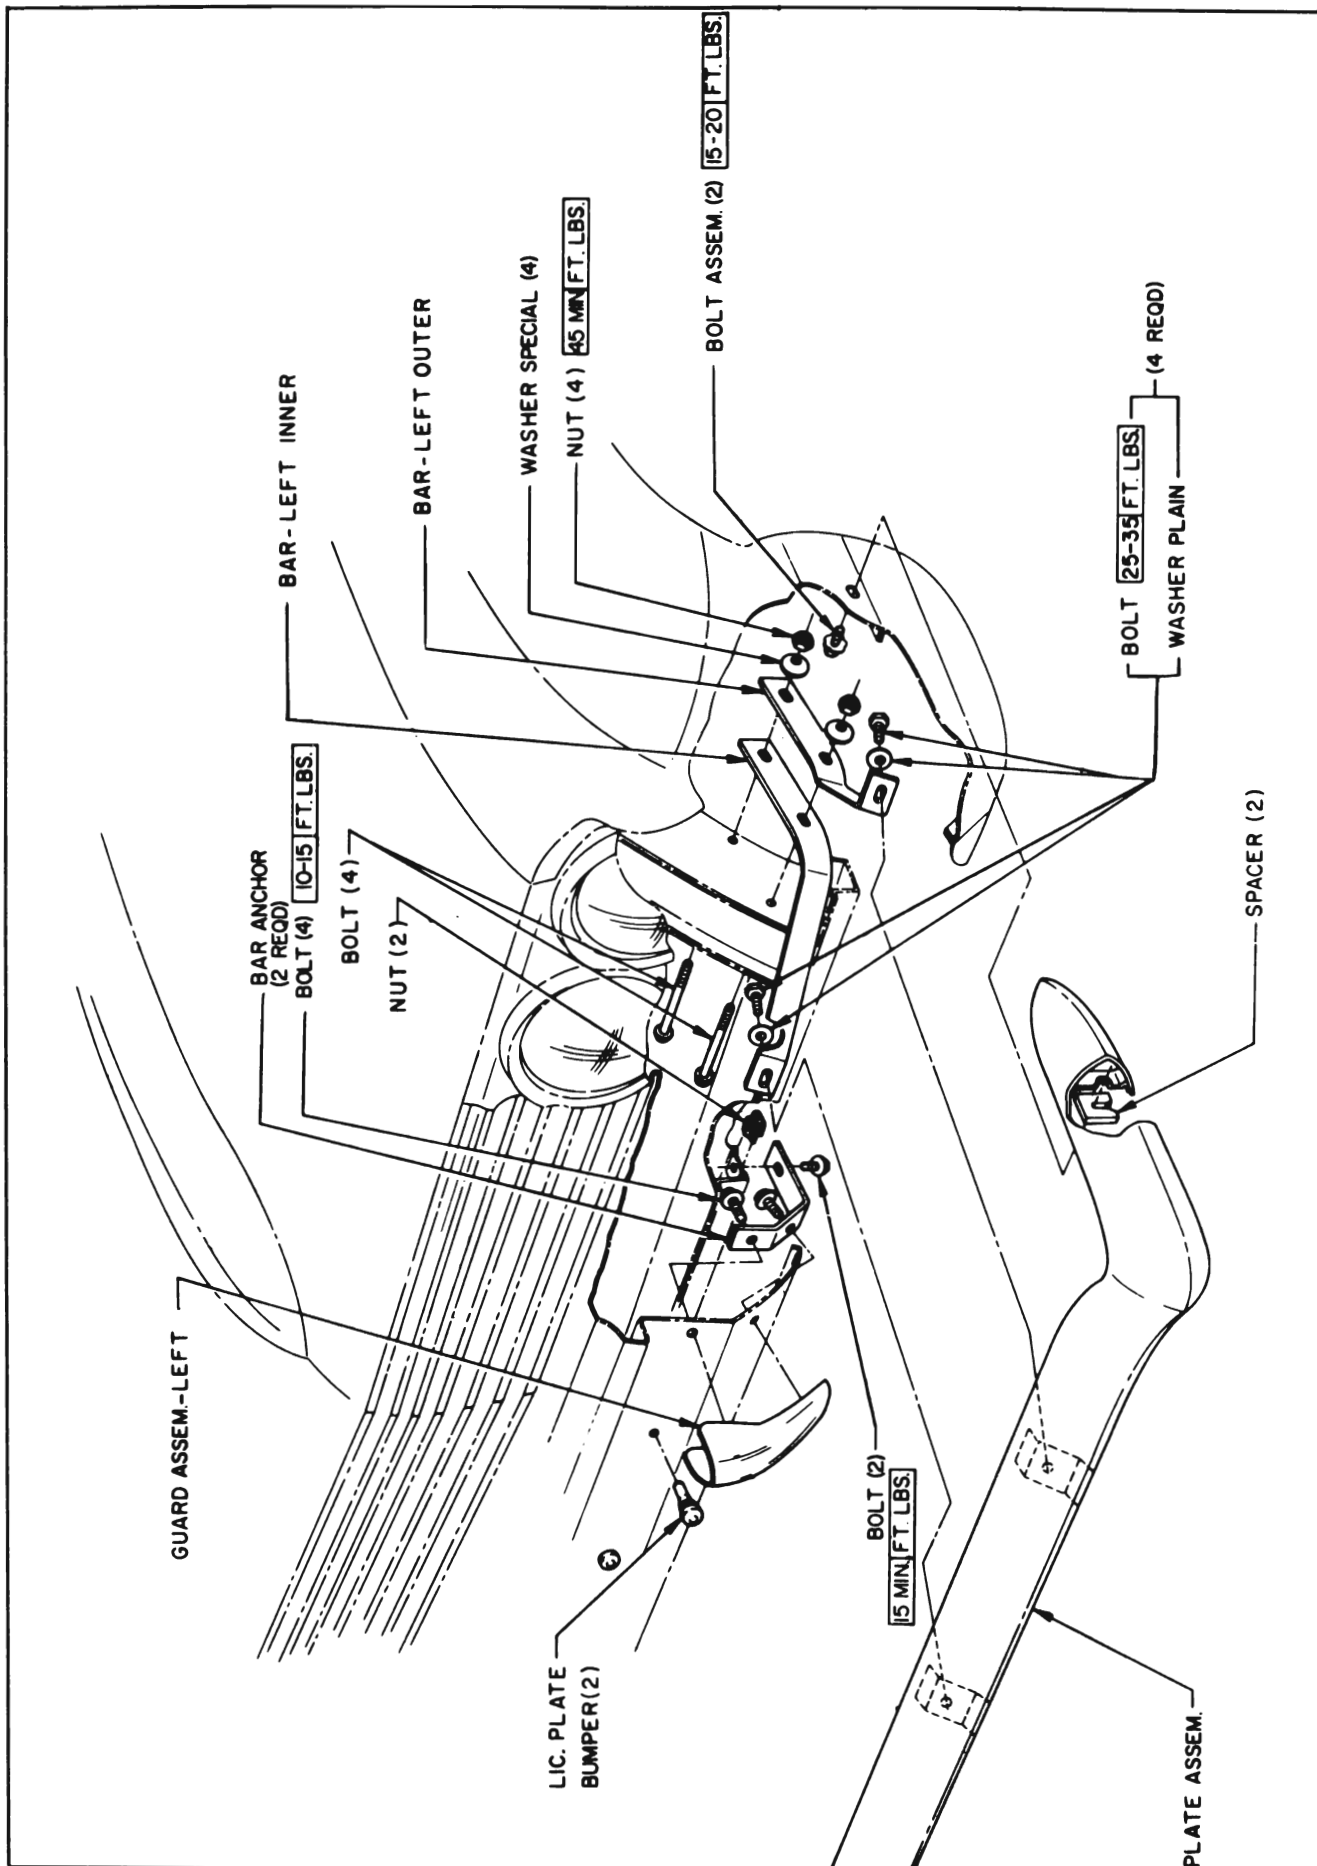 GUARD ASSEM.-LEFT
BAR ANCHOR
(2 REQD)
BOLT (4) 10-15 FT. LBS.
BOLT (4)
NUT (2)
BAR-LEFT INNER
BAR-LEFT OUTER
WASHER SPECIAL (4)
NUT (4) 45 MIN FT. LBS.
BOLT ASSEM. (2) 15-20 FT. LBS.
LIC. PLATE
BUMPER (2)
BOLT (2)
15 MIN. FT. LBS.
BOLT 25-35 FT. LBS.
(4 REQD)
WASHER PLAIN
SPACER (2)
PLATE ASSEM.